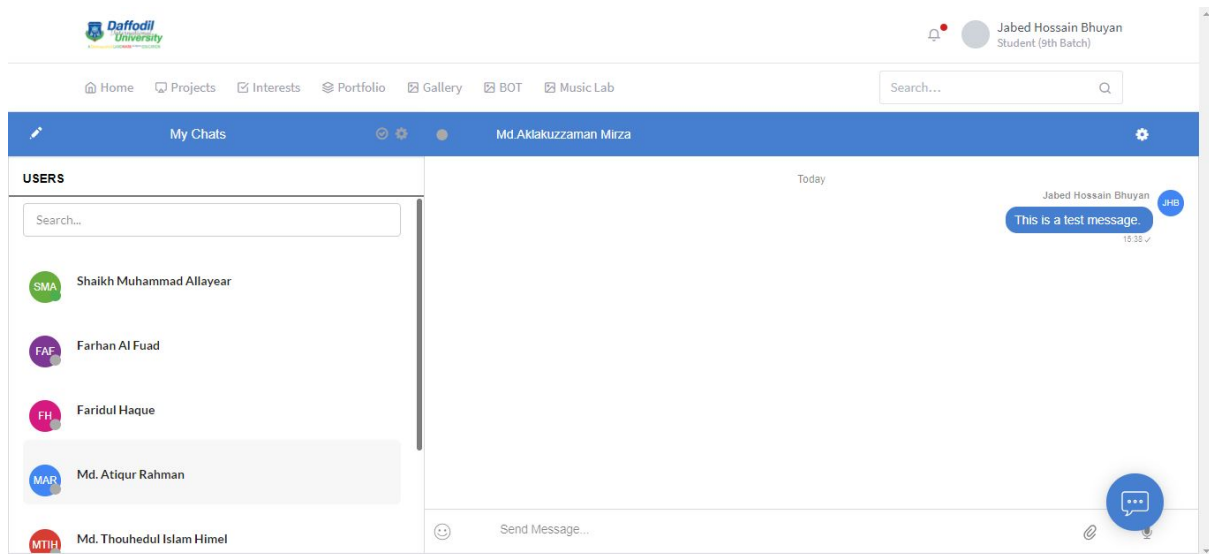 Daffodil
University
Jabed Hossain Bhuyan
Student (9th Batch)
Home Projects Interests Portfolio Gallery BOT Music Lab Search...
My Chats Md.Aklakuzzaman Mirza
USERS
Search...
SMA Shaikh Muhammad Allayear
FAF Farhan Al Fuad
FH Faridul Haque
MAR Md. Atiqur Rahman
MTIH Md. Thouhedul Islam Himel
Today
Jabed Hossain Bhuyan
JHB
This is a test message.
15:38
Send Message...